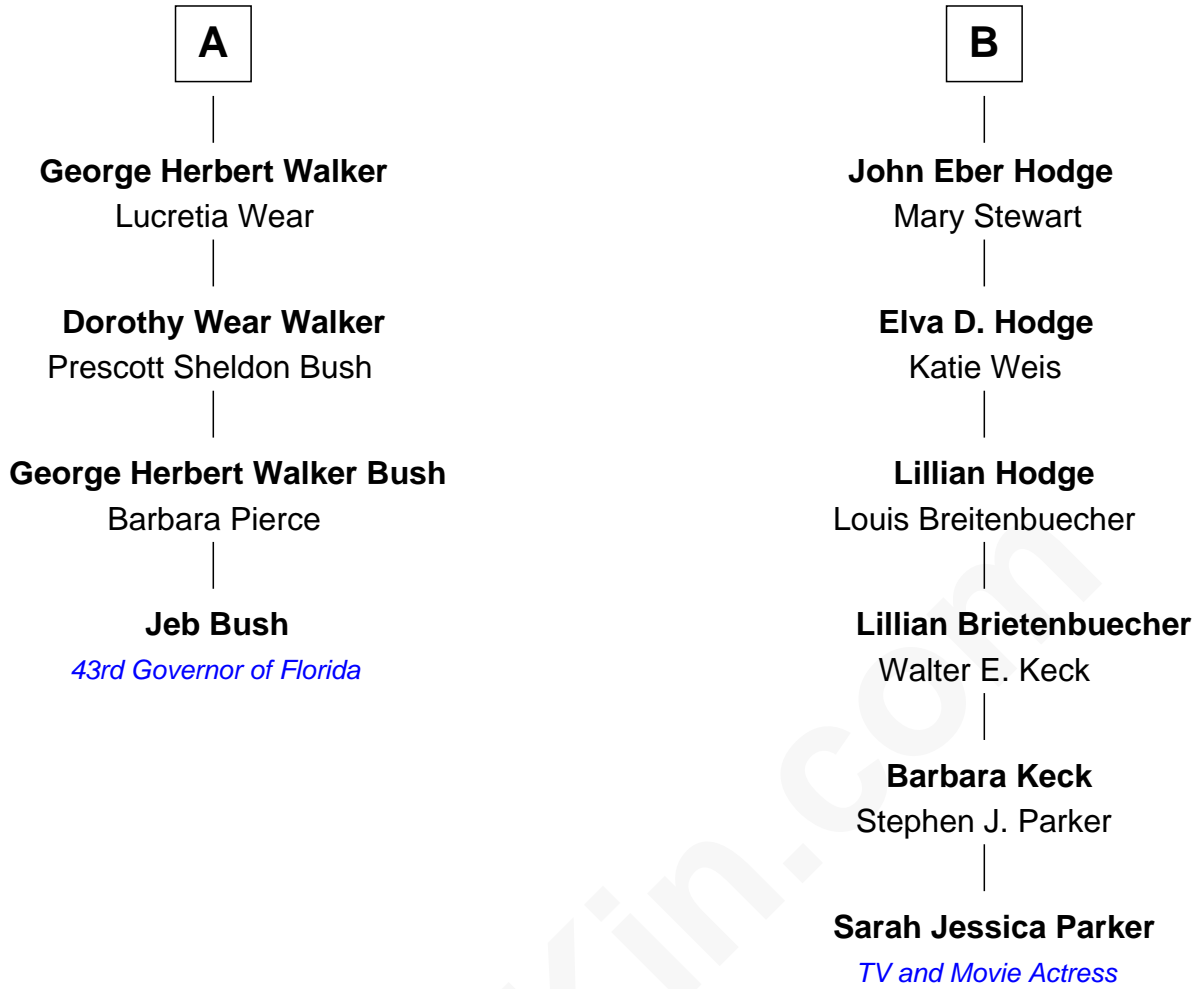 A
George Herbert Walker
Lucretia Wear
Dorothy Wear Walker
Prescott Sheldon Bush
George Herbert Walker Bush
Barbara Pierce
Jeb Bush
43rd Governor of Florida
B
John Eber Hodge
Mary Stewart
Elva D. Hodge
Katie Weis
Lillian Hodge
Louis Breitenbuecher
Lillian Brietenbuecher
Walter E. Keck
Barbara Keck
Stephen J. Parker
Sarah Jessica Parker
TV and Movie Actress
Kin.com